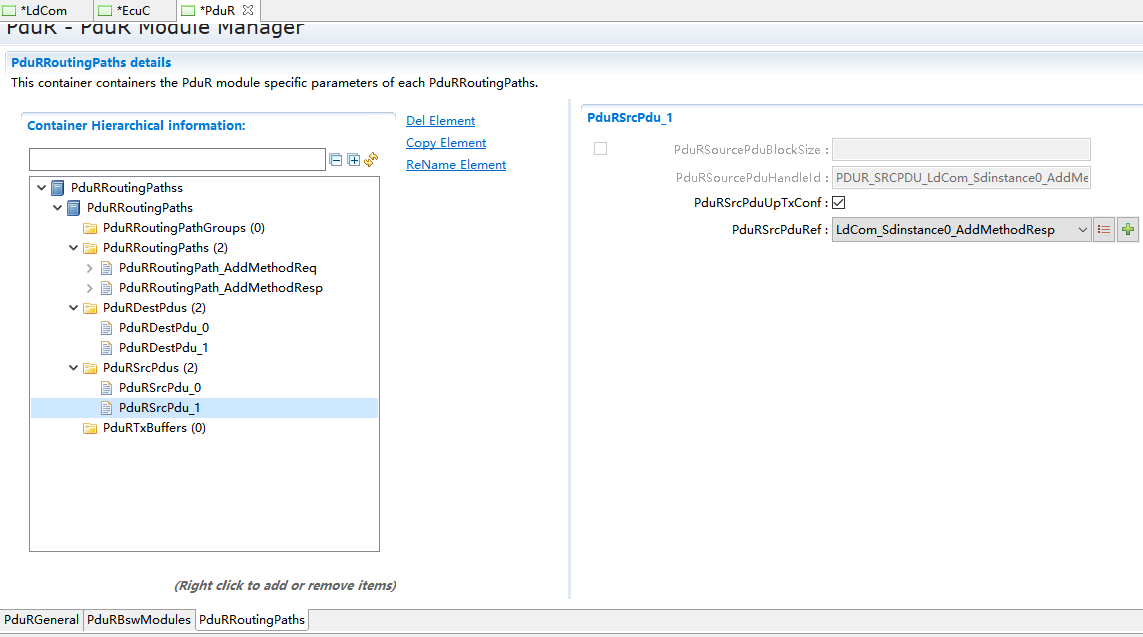 *LdCom *EcuC *PduR
PduR - PduR Module Manager
PduRRoutingPaths details
This container containers the PduR module specific parameters of each PduRRoutingPaths.
Container Hierarchical information:
Del Element
Copy Element
ReName Element
PduRRoutingPathss
PduRRoutingPaths
PduRRoutingPathGroups (0)
PduRRoutingPaths (2)
PduRRoutingPath_AddMethodReq
PduRRoutingPath_AddMethodResp
PduRDestPdus (2)
PduRDestPdu_0
PduRDestPdu_1
PduRSrcPdus (2)
PduRSrcPdu_0
PduRSrcPdu_1
PduRTxBuffers (0)
(Right click to add or remove items)
PduRSrcPdu_1
PduRSourcePduBlockSize :
PduRSourcePduHandleId : PDUR_SRCPDU_LdCom_Sdinstance0_AddMe
PduRSrcPduUpTxConf :
PduRSrcPduRef : LdCom_Sdinstance0_AddMethodResp
PduRGeneral PduRBswModules PduRRoutingPaths